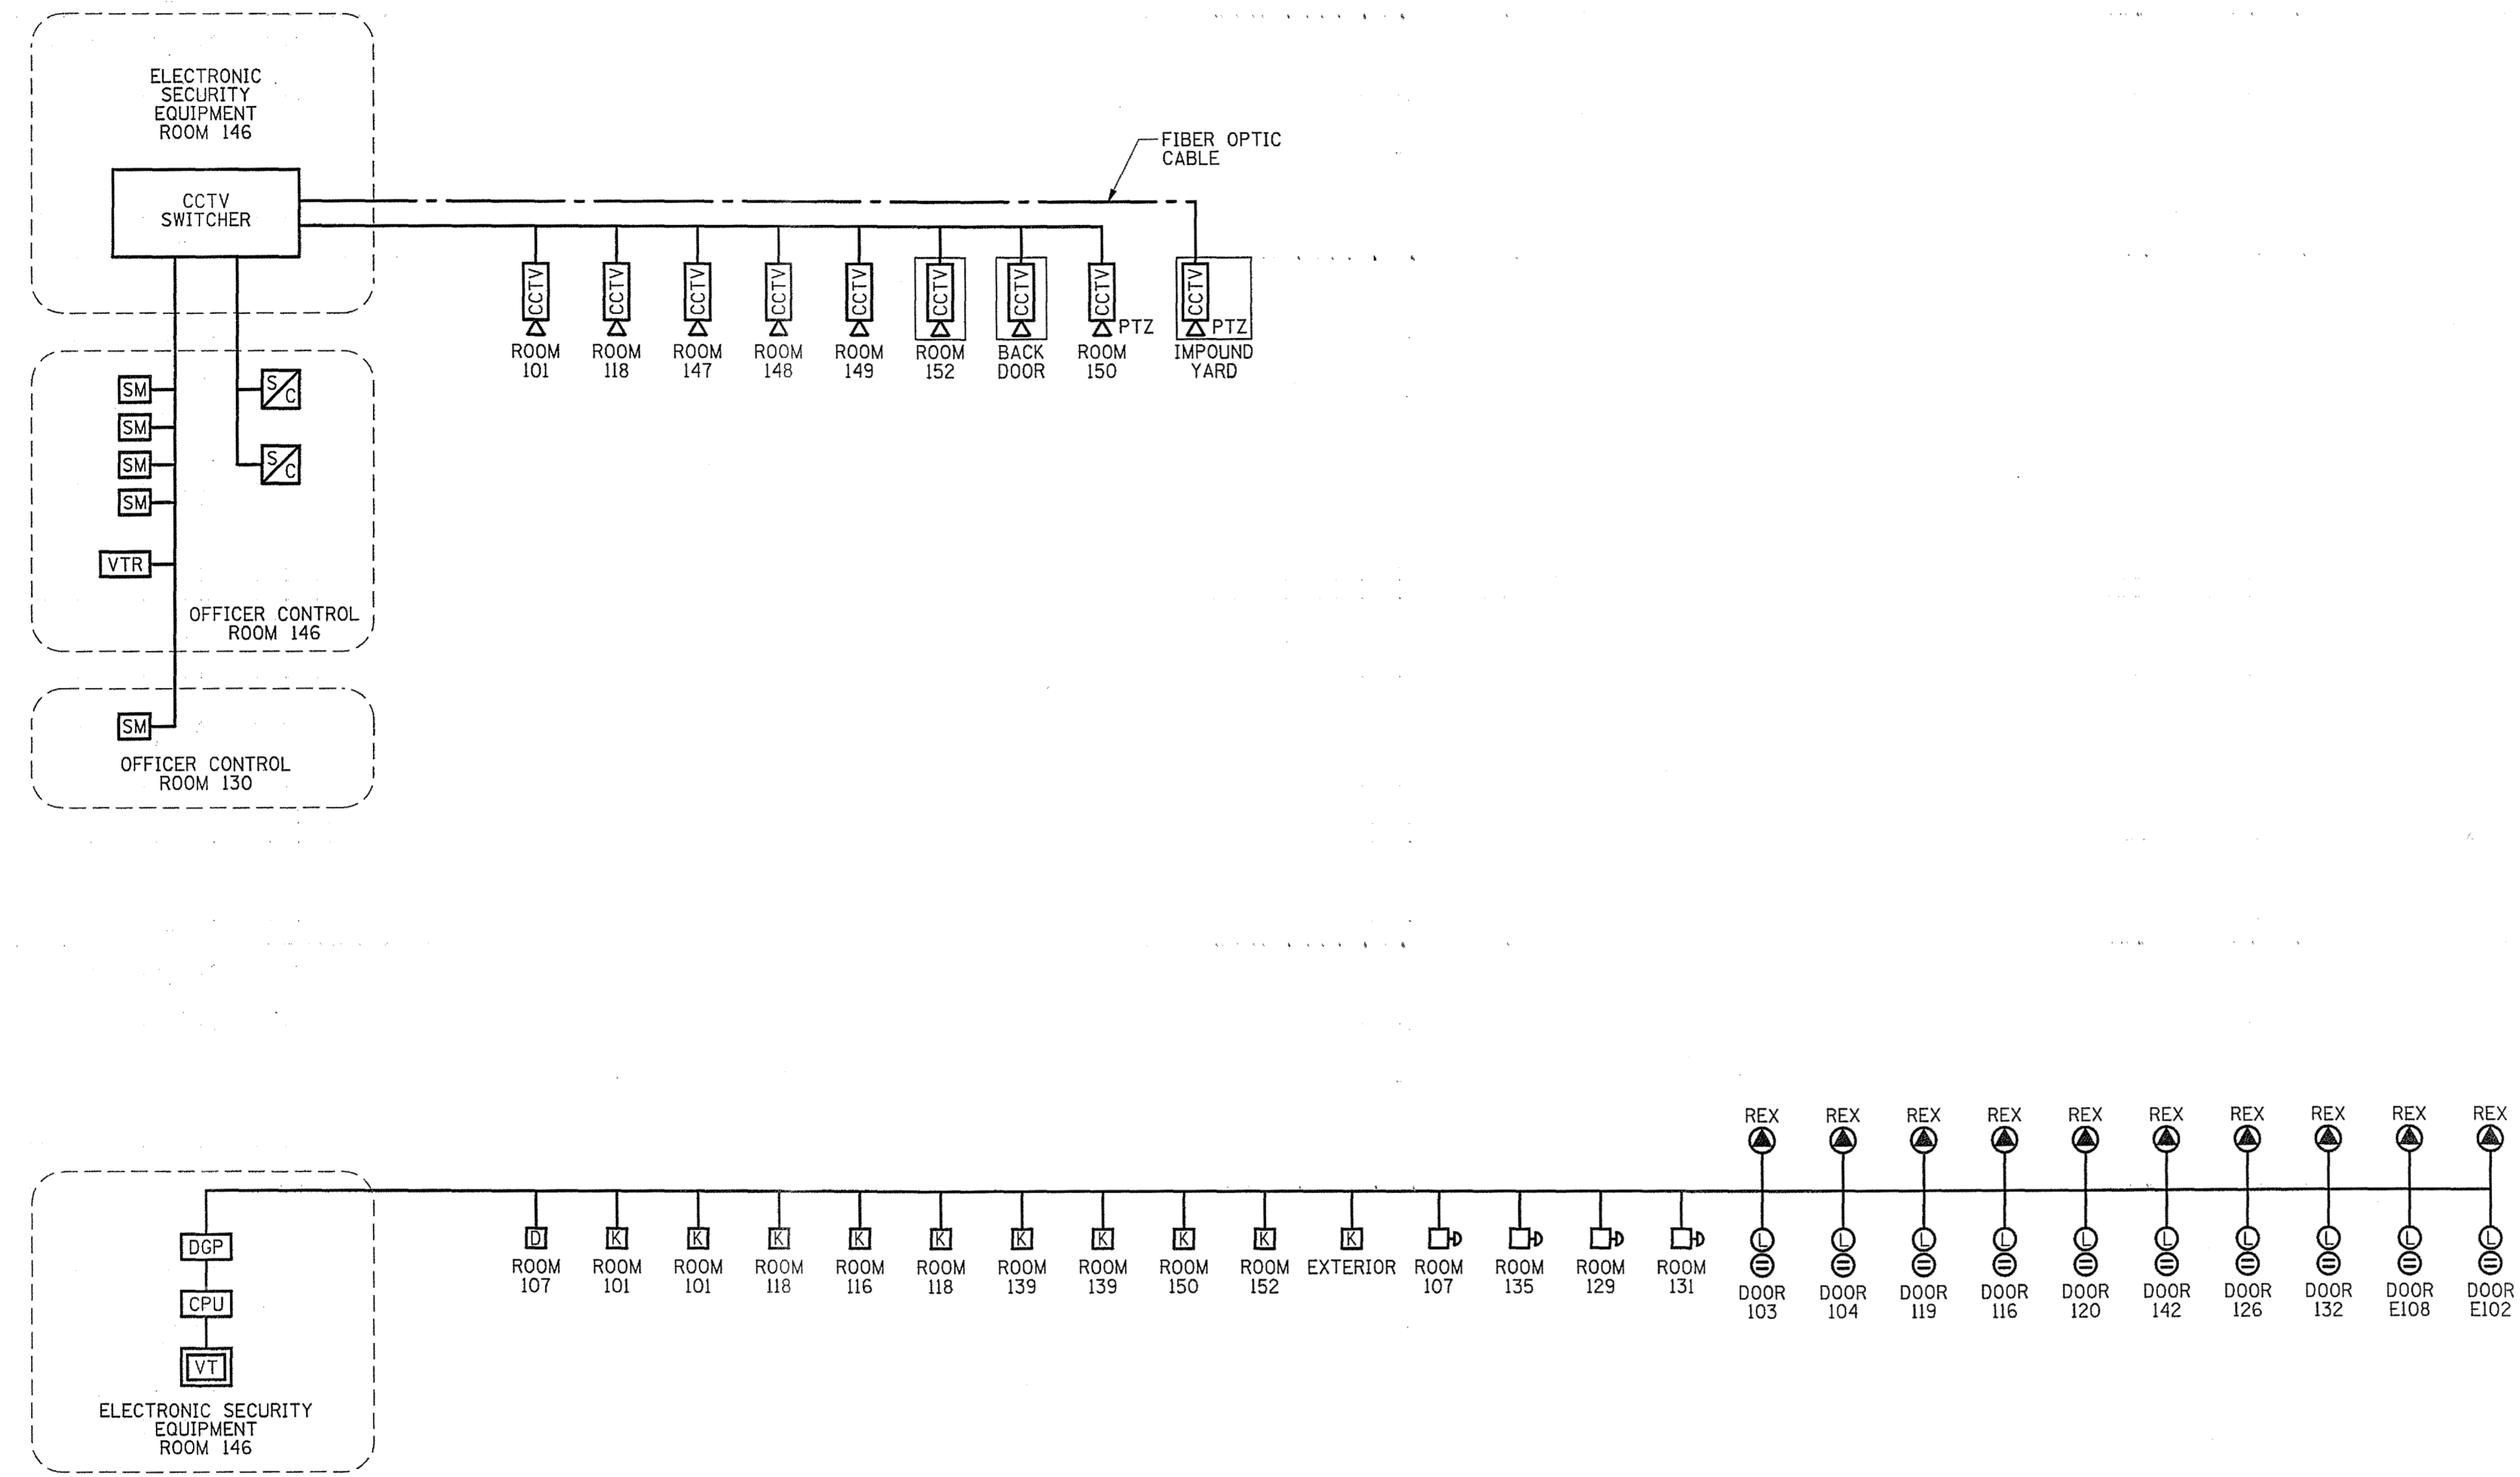 ELECTRONIC
SECURITY
EQUIPMENT
ROOM 146
CCTV
SWITCHER
FIBER OPTIC
CABLE
CCTV
ROOM
101
CCTV
ROOM
118
CCTV
ROOM
147
CCTV
ROOM
148
CCTV
ROOM
149
CCTV
ROOM
152
CCTV
BACK
DOOR
CCTV
PTZ
ROOM
150
CCTV
PTZ
IMPOUND
YARD
SM
SM
SM
SM
S/C
S/C
VTR
OFFICER CONTROL
ROOM 146
SM
OFFICER CONTROL
ROOM 130
DGP
CPU
VT
ELECTRONIC SECURITY
EQUIPMENT
ROOM 146
D
ROOM
107
K
ROOM
101
K
ROOM
101
K
ROOM
118
K
ROOM
116
K
ROOM
118
K
ROOM
139
K
ROOM
139
K
ROOM
150
K
ROOM
152
K
EXTERIOR
ROOM
107
ROOM
135
ROOM
129
ROOM
131
REX
L
DOOR
103
REX
L
DOOR
104
REX
L
DOOR
119
REX
L
DOOR
116
REX
L
DOOR
120
REX
L
DOOR
142
REX
L
DOOR
126
REX
L
DOOR
132
REX
L
DOOR
E108
REX
L
DOOR
E102